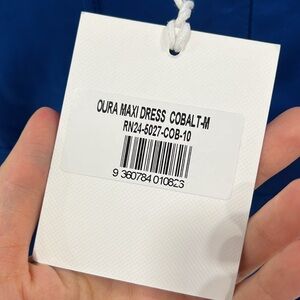 OURA MAXI DRESS COBALT-M
RN24-5027-COB-10
9 360784 010823